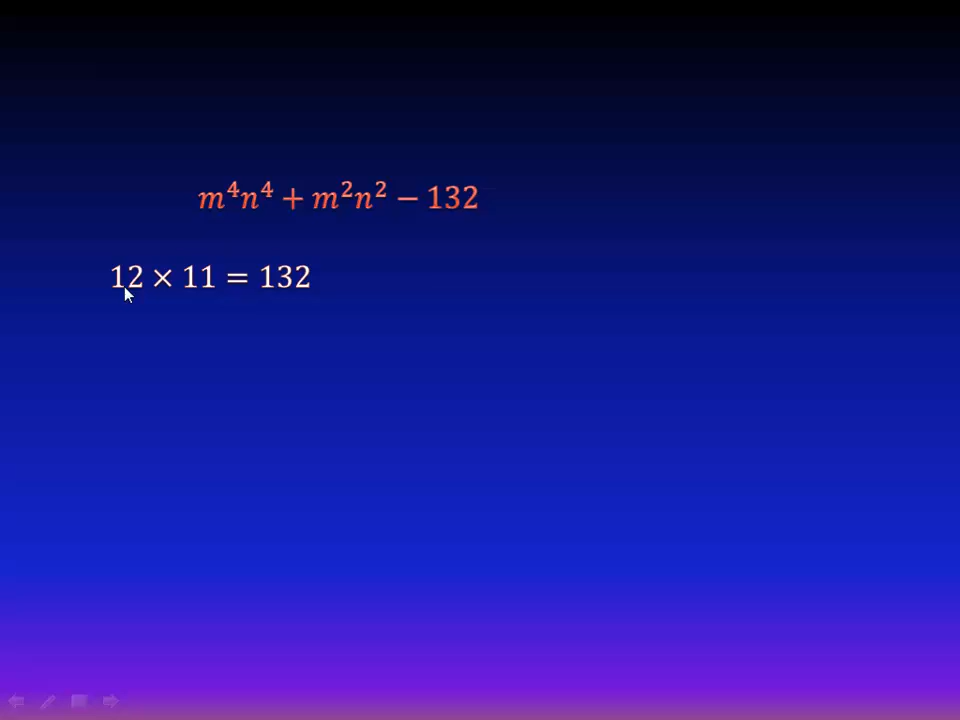 m⁴n⁴ + m²n² − 132
12 × 11 = 132